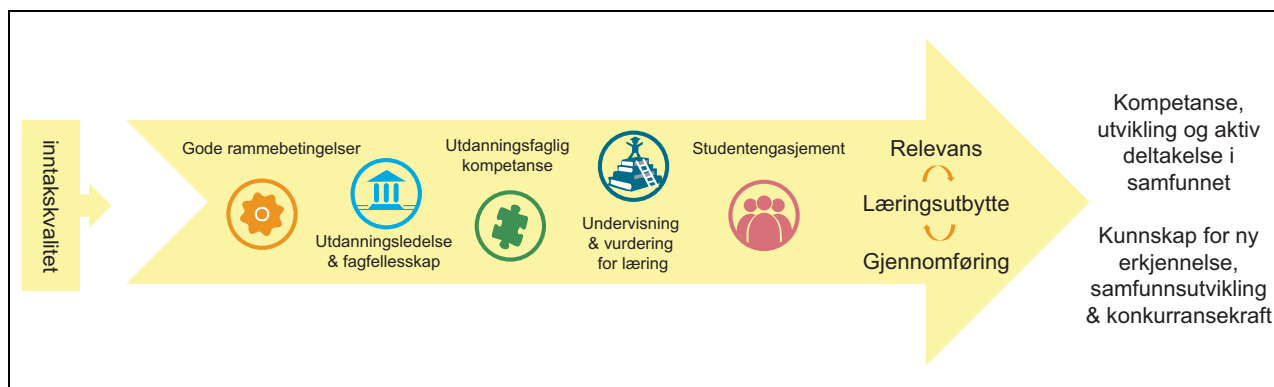 inntakskvalitet
Gode rammebetingelser
Utdanningsledelse
& fagfellesskap
Utdanningsfaglig
kompetanse
Undervisning
& vurdering
for læring
Studentengasjement
Relevans
Læringsutbytte
Gjennomføring
Kompetanse,
utvikling og aktiv
deltakelse i
samfunnet
Kunnskap for ny
erkjennelse,
samfunnsutvikling
& konkurransekraft